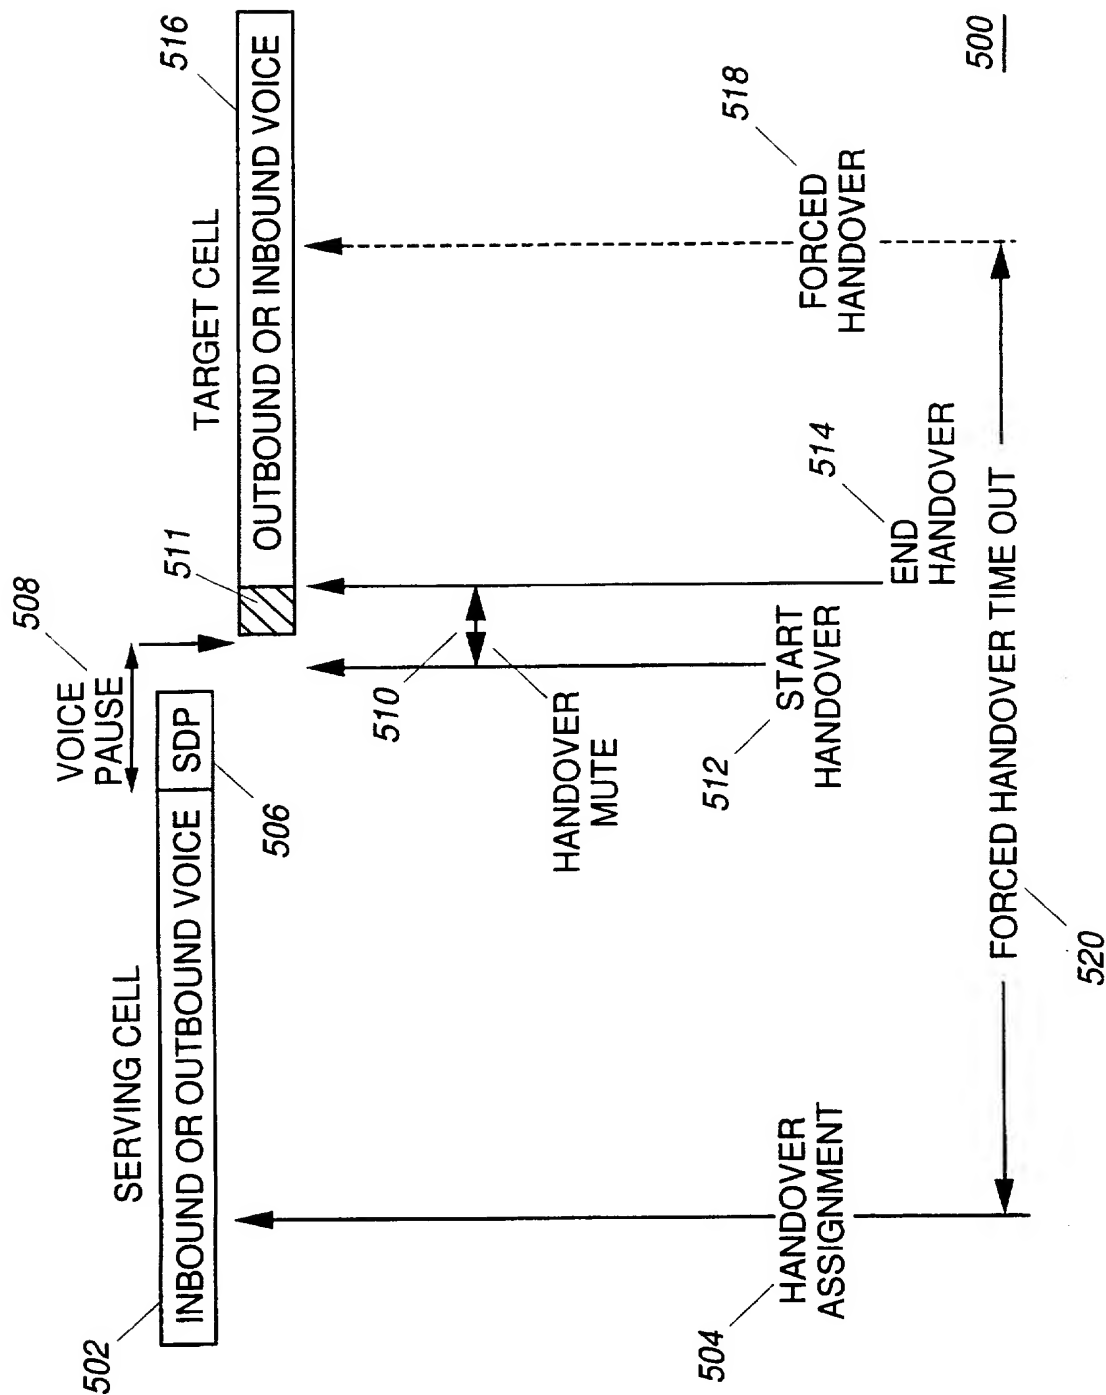 508
VOICE
PAUSE
SERVING CELL
TARGET CELL
502
INBOUND OR OUTBOUND VOICE
SDP
506
511
OUTBOUND OR INBOUND VOICE
516
510
HANDOVER
MUTE
504
HANDOVER
ASSIGNMENT
512
START
HANDOVER
514
END
HANDOVER
518
FORCED
HANDOVER
FORCED HANDOVER TIME OUT
520
500